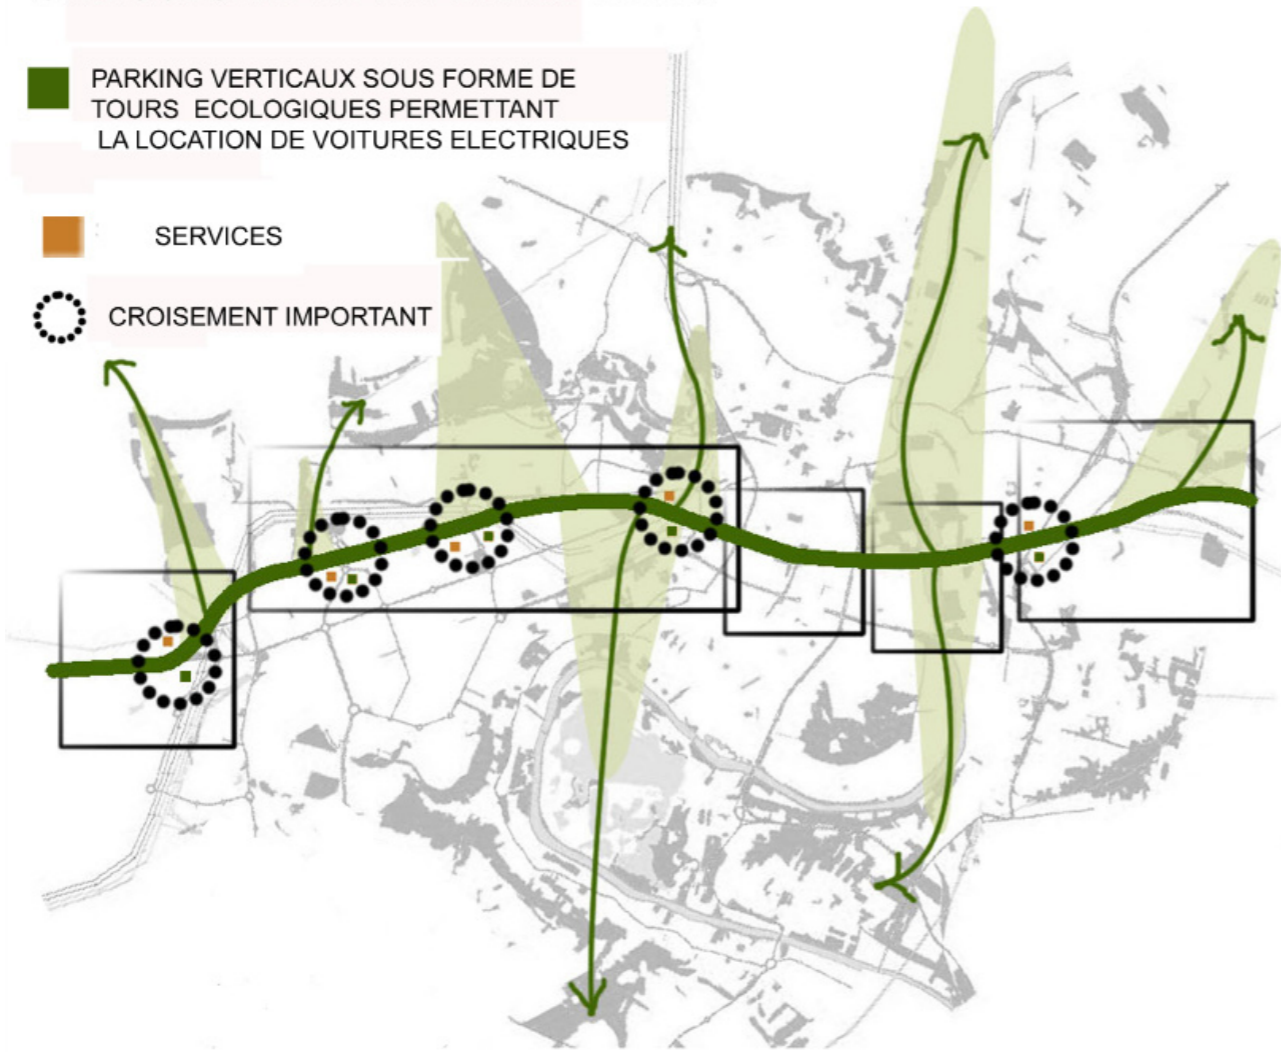 PARKING VERTICAUX SOUS FORME DE
TOURS ECOLOGIQUES PERMETTANT
LA LOCATION DE VOITURES ELECTRIQUES
SERVICES
CROISEMENT IMPORTANT